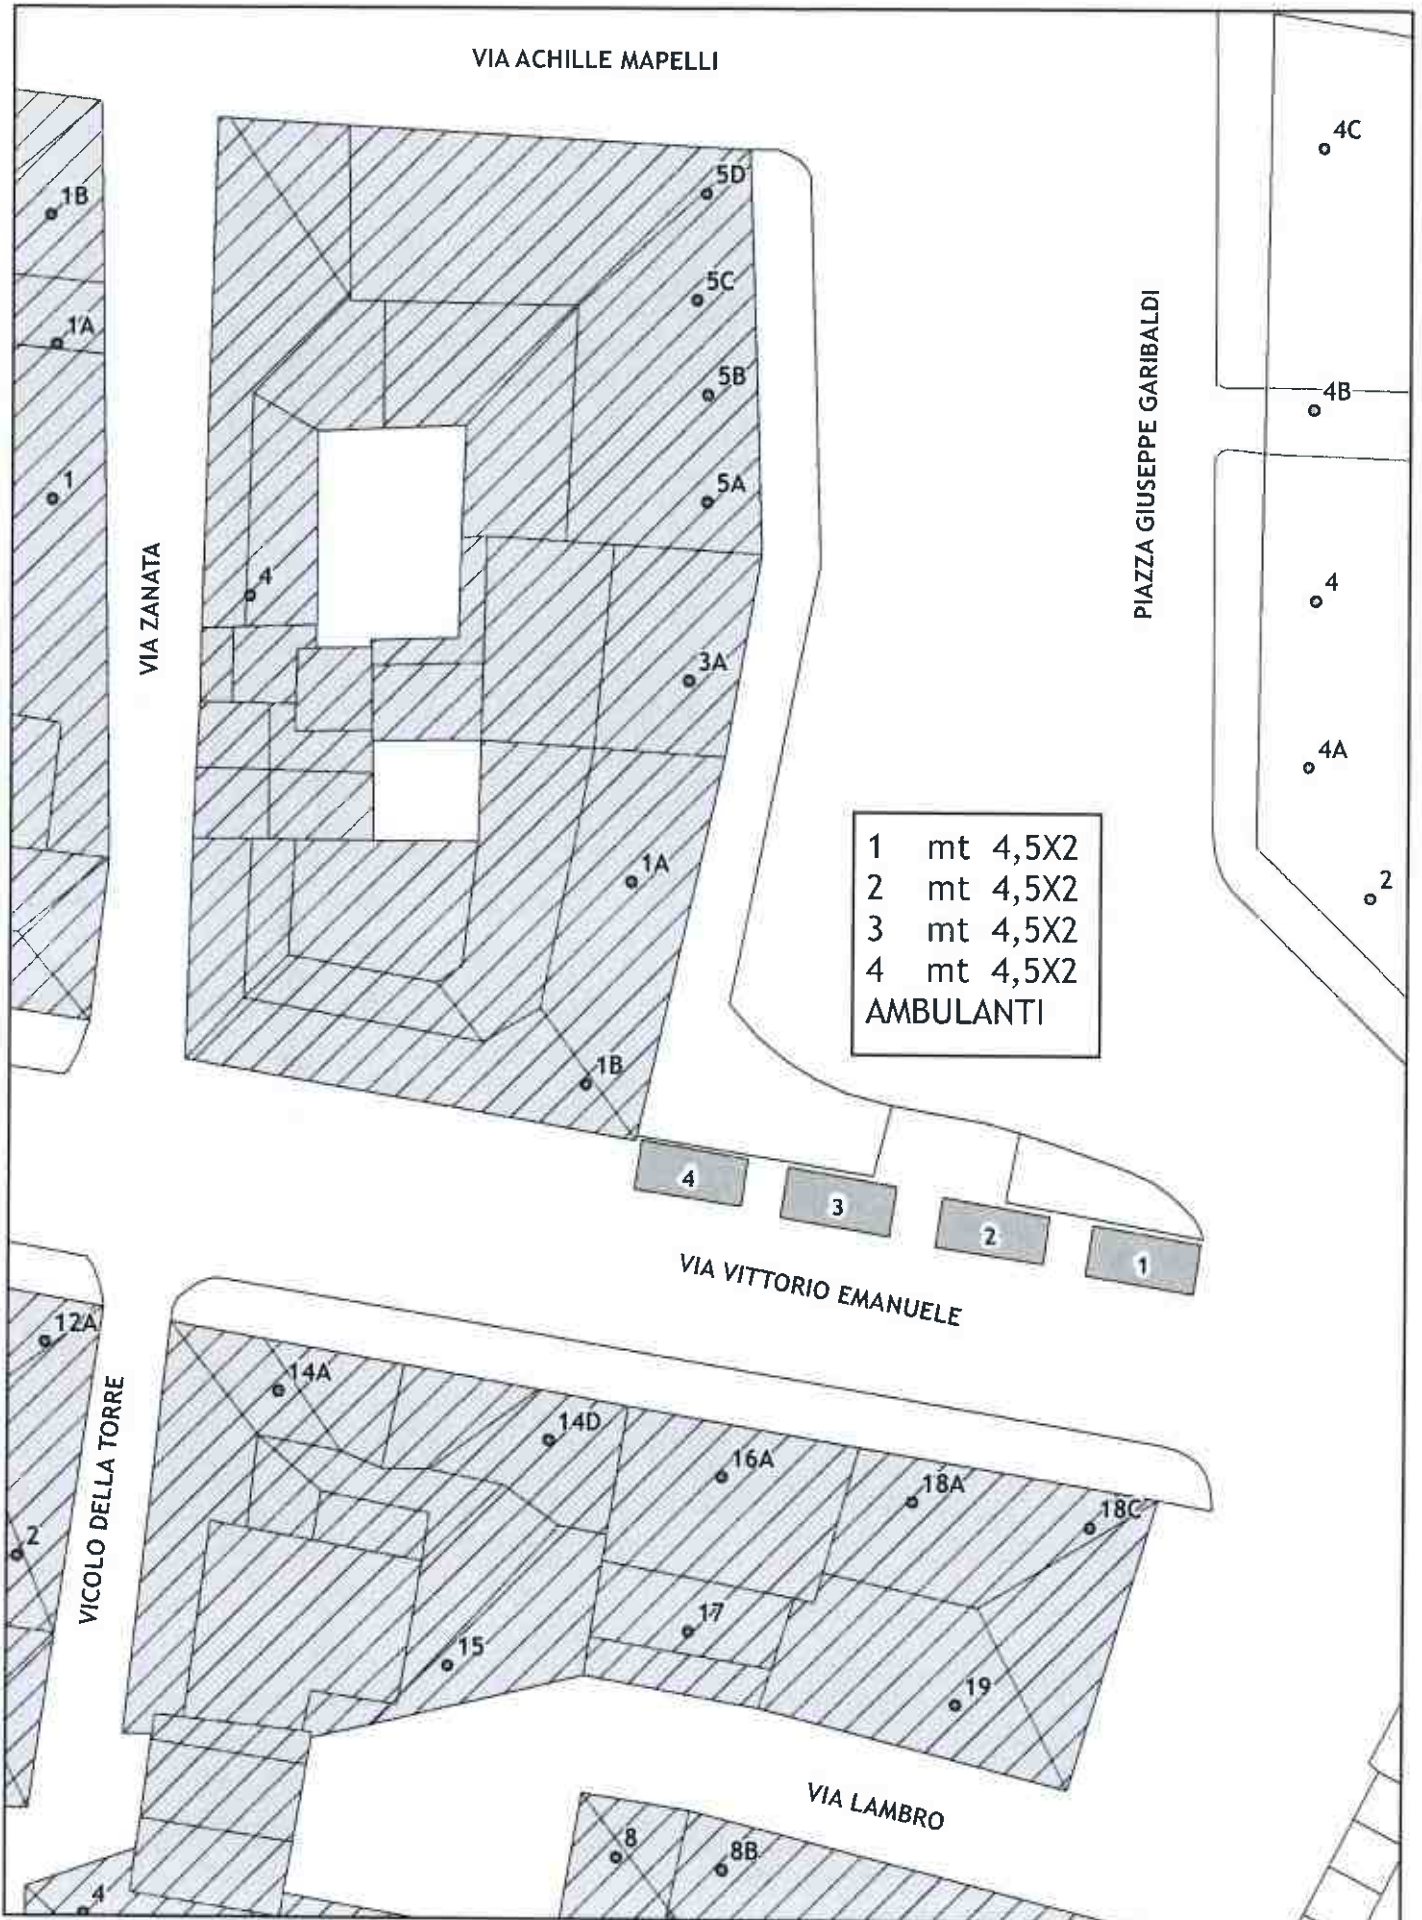 VIA ACHILLE MAPELLI
4C
5D
1B
5C
1A
5B
4B
PIAZZA GIUSEPPE GARIBALDI
1
5A
4
VIA ZANATA
4
3A
4A
1 mt 4,5X2
2 mt 4,5X2
3 mt 4,5X2
4 mt 4,5X2
AMBULANTI
1A
2
1B
4
3
2
1
VIA VITTORIO EMANUELE
12A
14A
14D
16A
18A
18C
VICOLO DELLA TORRE
2
17
15
19
VIA LAMBRO
8
8B
4